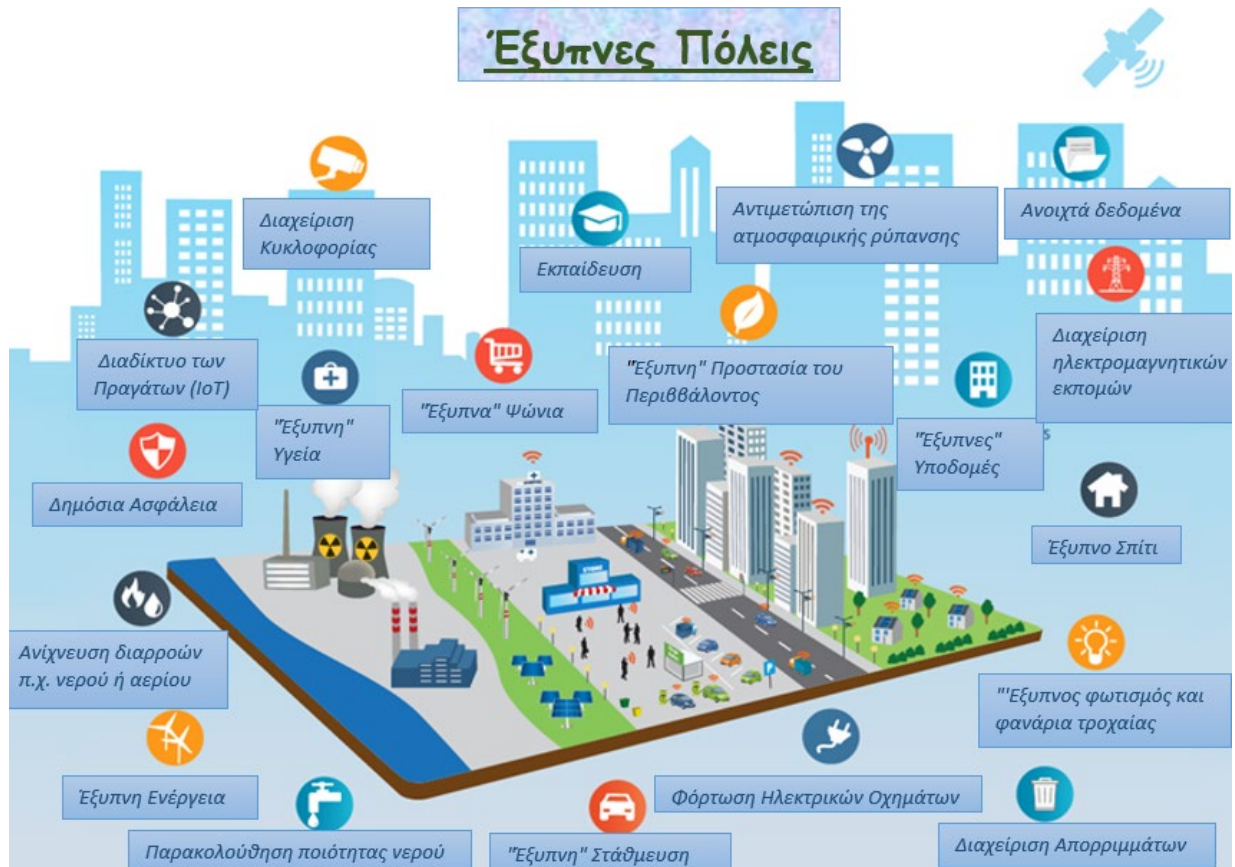 Έξυπνες Πόλεις
Διαχείριση
Κυκλοφορίας
Εκπαίδευση
Αντιμετώπιση της
ατμοσφαιρικής ρύπανσης
Ανοιχτά δεδομένα
Διαδίκτυο των
Πραγάτων (IoT)
"Έξυπνη"
Υγεία
"Έξυπνα" Ψώνια
"Έξυπνη" Προστασία του
Περιββάλοντος
"Έξυπνες"
Υποδομές
Διαχείριση
ηλεκτρομαγνητικών
εκπομών
s
Δημόσια Ασφάλεια
Έξυπνο Σπίτι
STORE
P
Ανίχνευση διαρροών
π.χ. νερού ή αερίου
"Έξυπνος φωτισμός και
φανάρια τροχαίας
Έξυπνη Ενέργεια
Παρακολούθηση ποιότητας νερού
"Έξυπνη" Στάθμευση
Φόρτωση Ηλεκτρικών Οχημάτων
Διαχείριση Απορριμμάτων